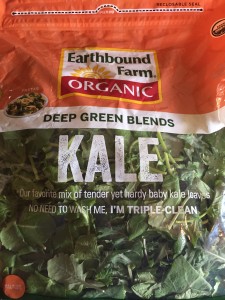 RECLOSABLE SEAL
Earthbound
Farm®
ORGANIC
DEEP GREEN BLENDS
KALE
Our favorite mix of tender yet hardy baby kale leaves
NO NEED TO WASH ME, I'M TRIPLE-CLEAN